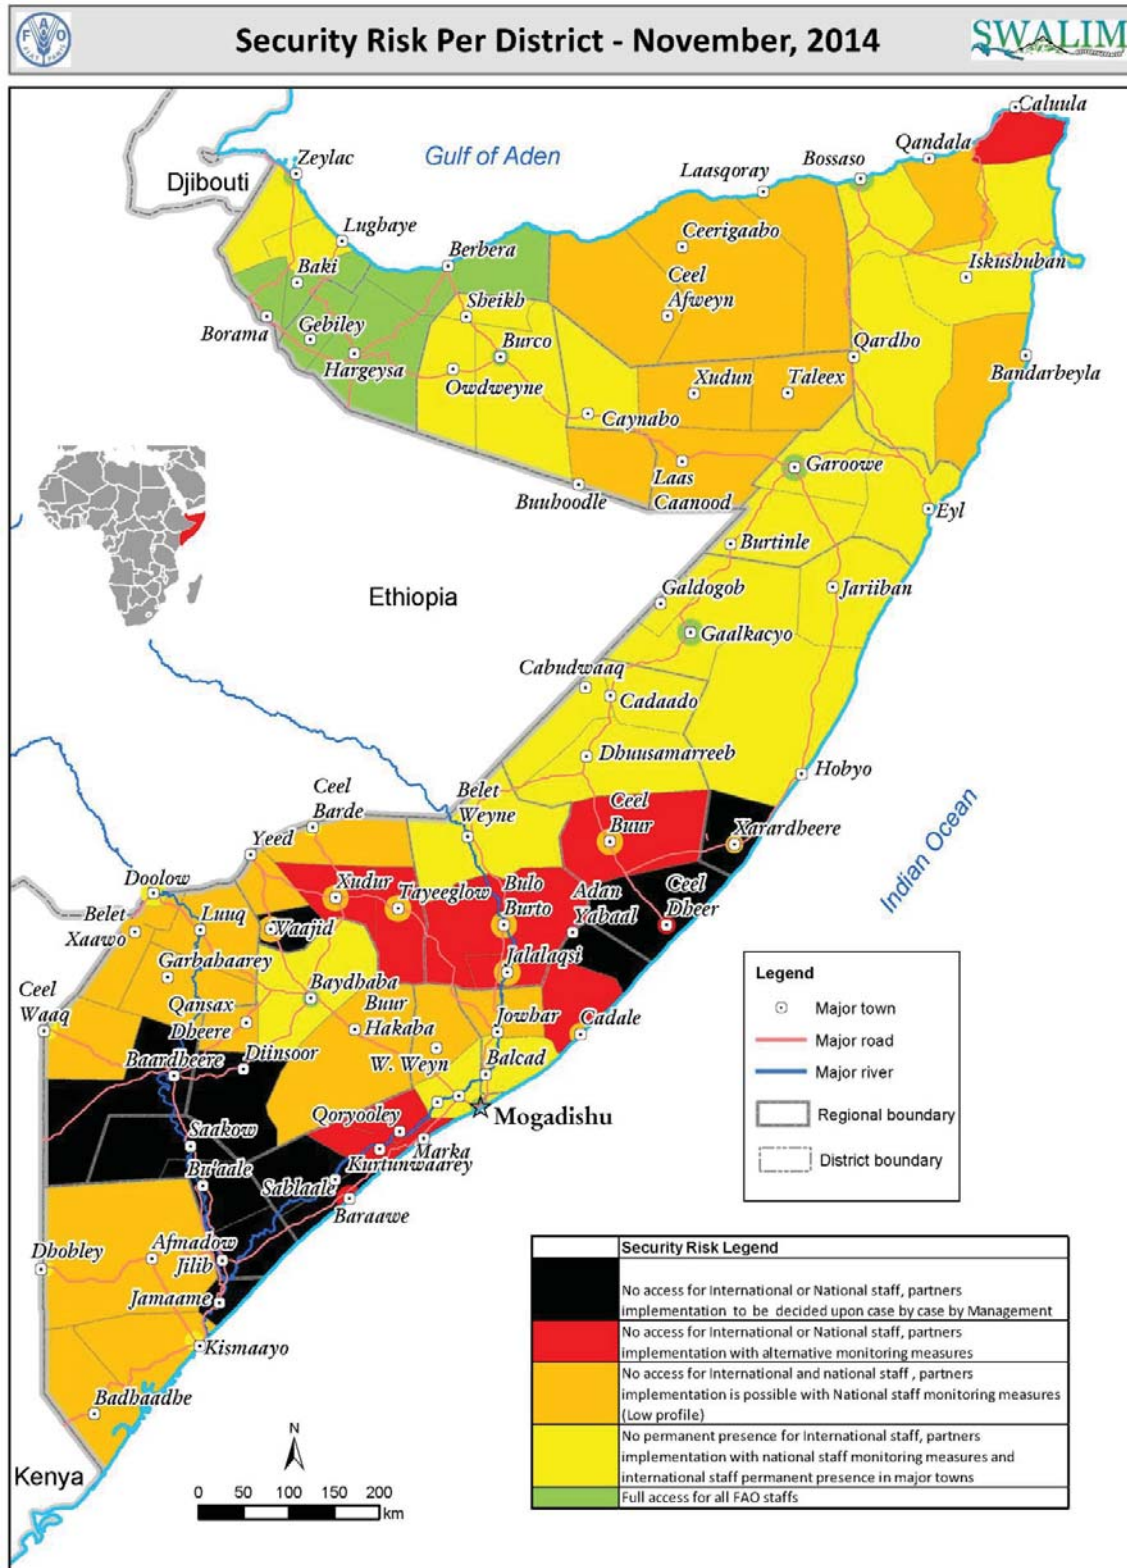 FAO
FIAT PANIS
Security Risk Per District - November, 2014
SWALIM
Caluula
Qandala
Bossaso
Zeylac
Gulf of Aden
Laasqoray
Djibouti
Lughaye
Ceerigaabo
Berbera
Iskushuban
Baki
Ceel
Afweyn
Sheikh
Borama
Gebiley
Burco
Qardho
Hargeysa
Bandarbeyla
Owdweyne
Xudun
Taleex
Caynabo
Garoowe
Laas
Caanood
Buuhoodle
Eyl
Burtinle
Ethiopia
Galdogob
Jariiban
Gaalkacyo
Cabudwaaq
Cadaado
Dhuusamarreeb
Hobyo
Ceel
Barde
Belet
Weyne
Ceel
Buur
Xarardheere
Indian Ocean
Yeed
Doolow
Xudur
Tayeeglow
Bulo
Burto
Adan
Yabaal
Ceel
Dheer
Belet
Xaawo
Luuq
Waajid
Garbahaarey
Jalalaqsi
Ceel
Waaq
Qansax
Dheere
Baydhaba
Buur
Hakaba
Jowhar
Cadale
Baardheere
Diinsoor
W. Weyn
Balcad
Mogadishu
Qoryooley
Saakow
Marka
Kurtunwaarey
Bu'aale
Sablaale
Baraawe
Dhobley
Afmadow
Jilib
Jamaame
Kismaayo
Badhaadhe
Kenya
N
0 50 100 150 200
km
Legend
Major town
Major road
Major river
Regional boundary
District boundary
Security Risk Legend
No access for International or National staff, partners
implementation to be decided upon case by case by Management
No access for International or National staff, partners
implementation with alternative monitoring measures
No access for International and national staff , partners
implementation is possible with National staff monitoring measures
(Low profile)
No permanent presence for International staff, partners
implementation with national staff monitoring measures and
international staff permanent presence in major towns
Full access for all FAO staffs